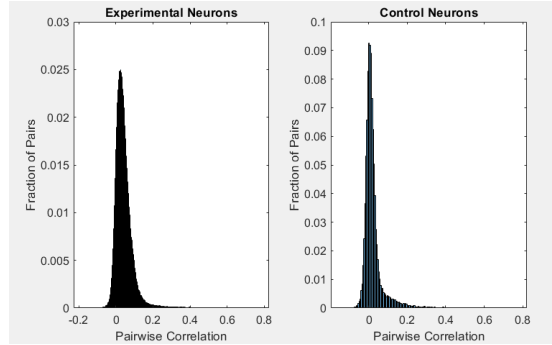 Experimental Neurons
0.03
0.025
0.02
0.015
0.01
0.005
0
-0.2 0 0.2 0.4 0.6 0.8
Fraction of Pairs
Pairwise Correlation
Control Neurons
0.1
0.09
0.08
0.07
0.06
0.05
0.04
0.03
0.02
0.01
0
0 0.2 0.4 0.6 0.8
Fraction of Pairs
Pairwise Correlation